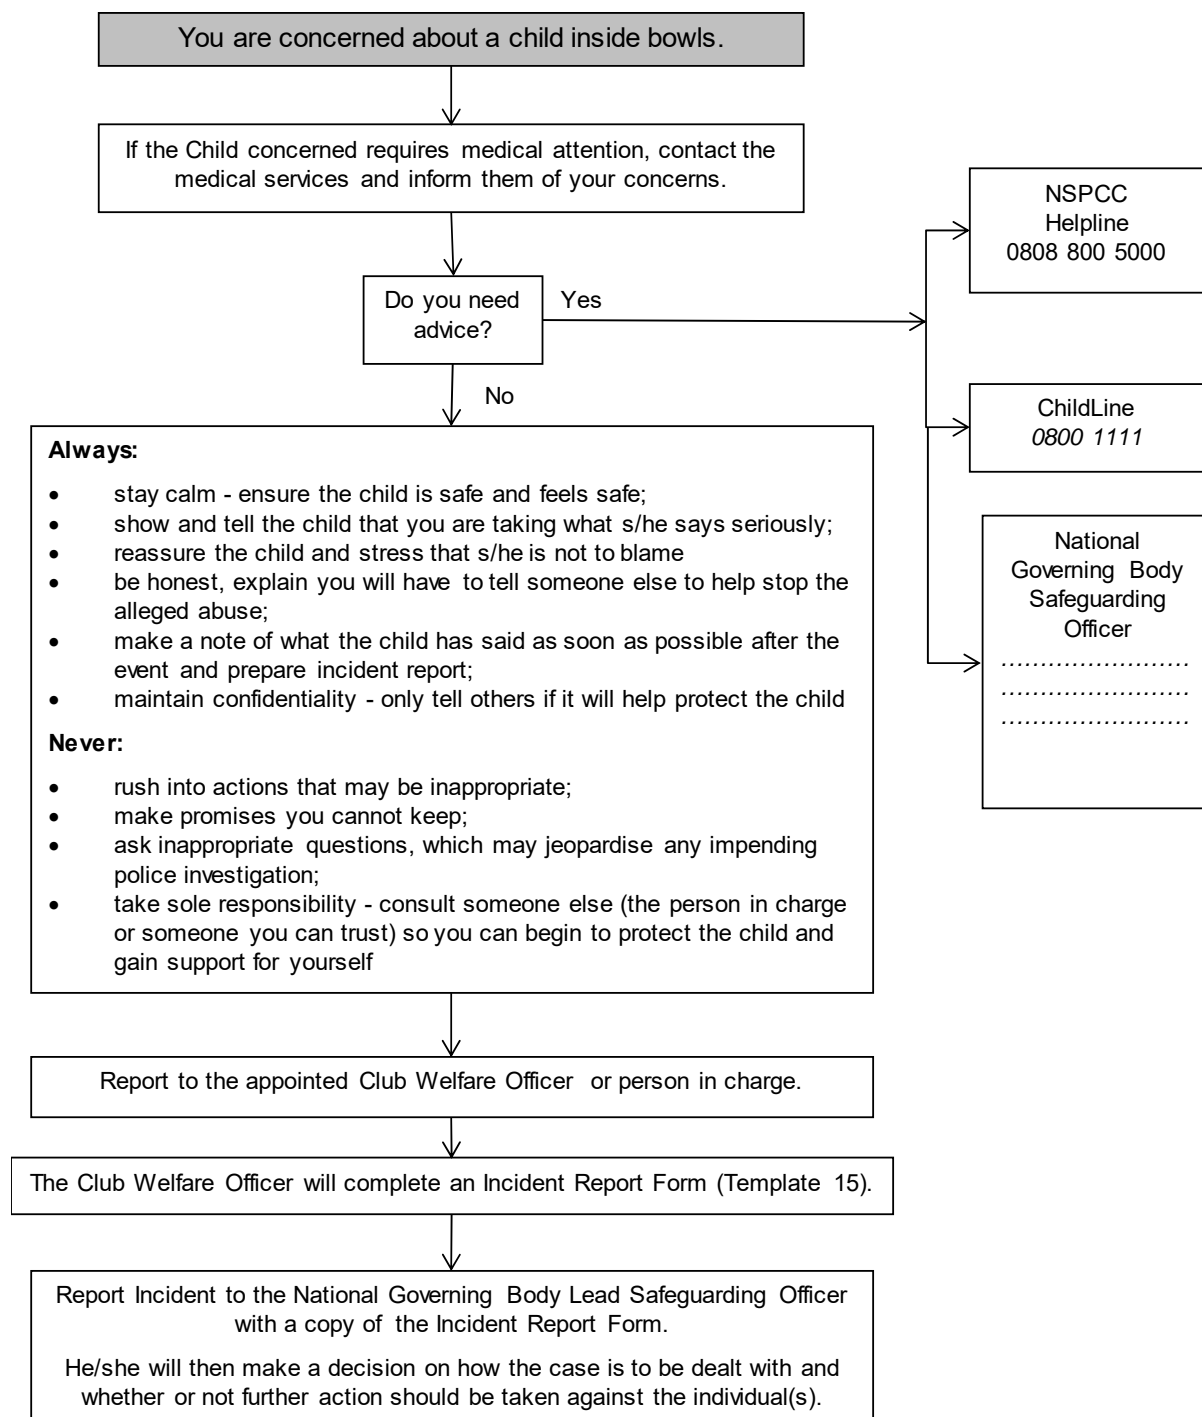 You are concerned about a child inside bowls.
If the Child concerned requires medical attention, contact the
medical services and inform them of your concerns.
NSPCC
Helpline
0808 800 5000
Do you need
advice?
Yes
No
ChildLine
0800 1111
National
Governing Body
Safeguarding
Officer
........................
........................
........................
Always:
• stay calm - ensure the child is safe and feels safe;
• show and tell the child that you are taking what s/he says seriously;
• reassure the child and stress that s/he is not to blame
• be honest, explain you will have to tell someone else to help stop the
alleged abuse;
• make a note of what the child has said as soon as possible after the
event and prepare incident report;
• maintain confidentiality - only tell others if it will help protect the child
Never:
• rush into actions that may be inappropriate;
• make promises you cannot keep;
• ask inappropriate questions, which may jeopardise any impending
police investigation;
• take sole responsibility - consult someone else (the person in charge
or someone you can trust) so you can begin to protect the child and
gain support for yourself
Report to the appointed Club Welfare Officer or person in charge.
The Club Welfare Officer will complete an Incident Report Form (Template 15).
Report Incident to the National Governing Body Lead Safeguarding Officer
with a copy of the Incident Report Form.
He/she will then make a decision on how the case is to be dealt with and
whether or not further action should be taken against the individual(s).